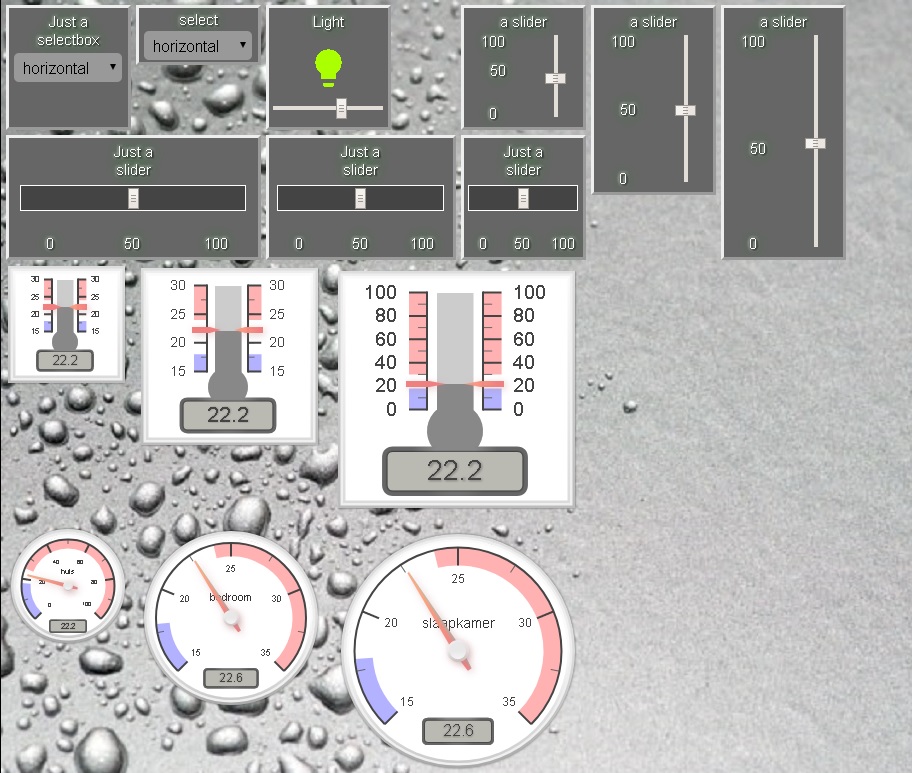 Just a
selectbox
horizontal
select
horizontal
Light
a slider
100
50
0
a slider
100
50
0
a slider
100
50
0
Just a
slider
0 50 100
Just a
slider
0 50 100
Just a
slider
0 50 100
30 30
25 25
20 20
15 15
22.2
30 30
25 25
20 20
15 15
22.2
100 100
80 80
60 60
40 40
20 20
0 0
22.2
40 60
huis
20 80
0 100
22.2
25
bedroom
20 30
15 35
22.6
25
slaapkamer
20 30
15 35
22.6